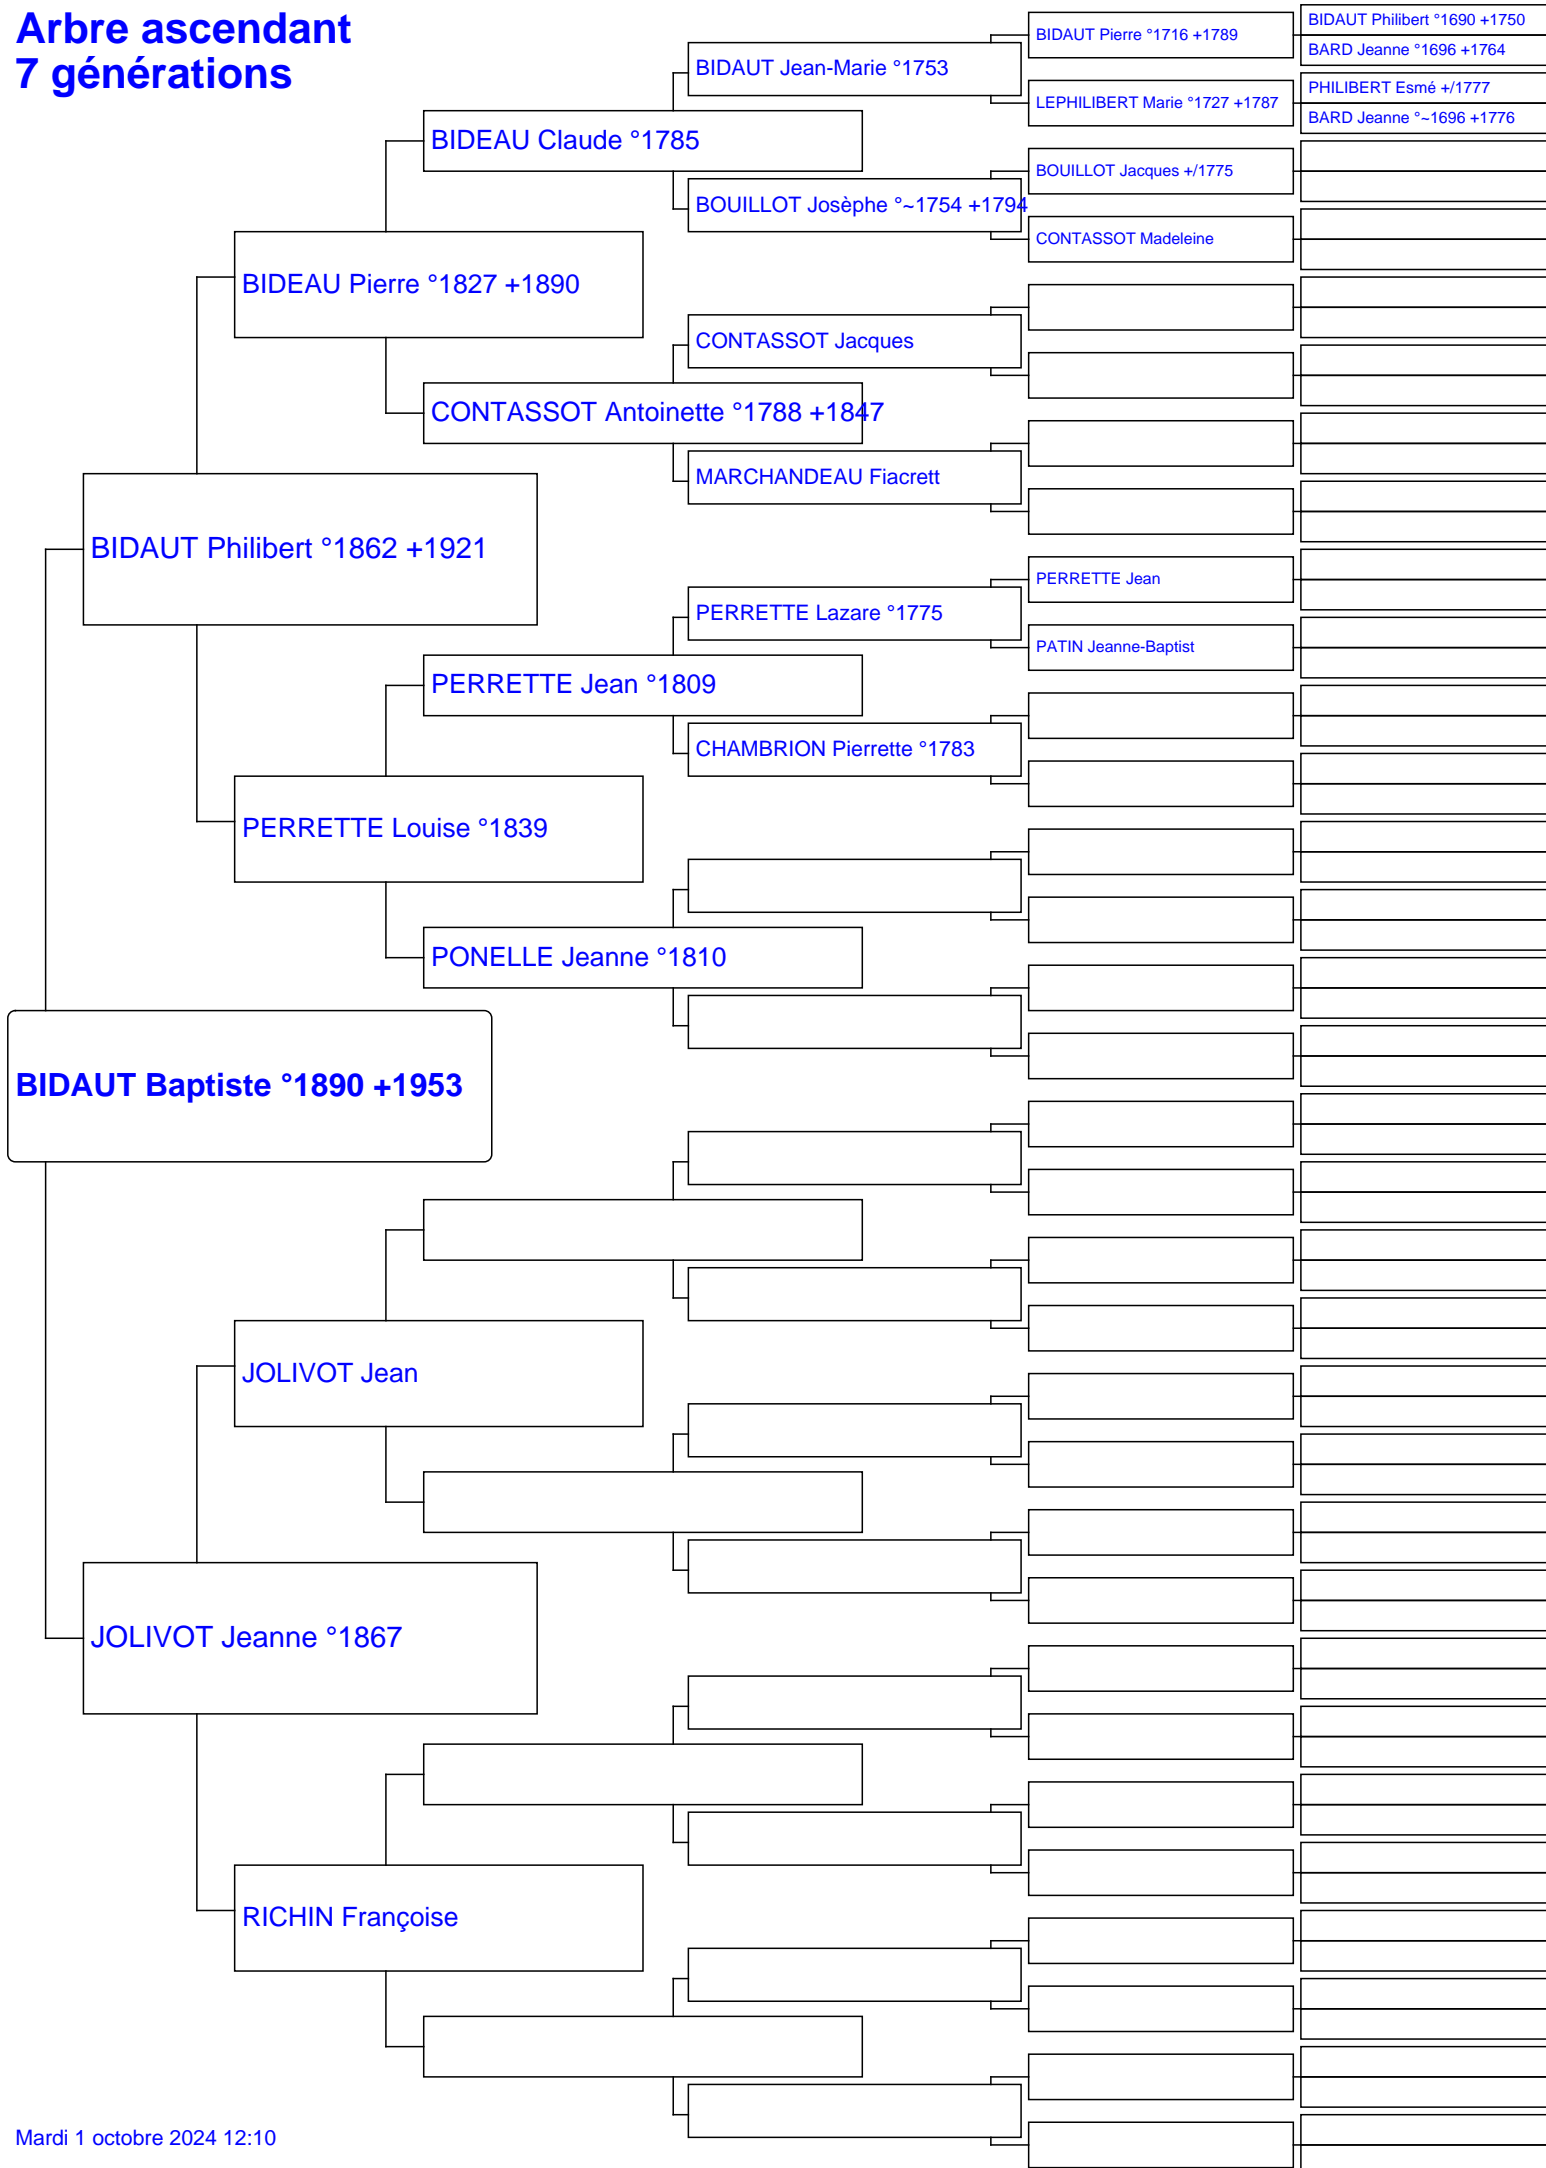 Arbre ascendant
7 générations
BIDAUT Baptiste °1890 +1953
BIDAUT Philibert °1862 +1921
JOLIVOT Jeanne °1867
BIDEAU Pierre °1827 +1890
PERRETTE Louise °1839
JOLIVOT Jean
RICHIN Françoise
BIDEAU Claude °1785
CONTASSOT Antoinette °1788 +1847
PERRETTE Jean °1809
PONELLE Jeanne °1810
BIDAUT Jean-Marie °1753
BOUILLOT Josèphe °~1754 +1794
CONTASSOT Jacques
MARCHANDEAU Fiacrett
PERRETTE Lazare °1775
CHAMBRION Pierrette °1783
BIDAUT Pierre °1716 +1789
LEPHILIBERT Marie °1727 +1787
BOUILLOT Jacques +/1775
CONTASSOT Madeleine
PERRETTE Jean
PATIN Jeanne-Baptist
BIDAUT Philibert °1690 +1750
BARD Jeanne °1696 +1764
PHILIBERT Esmé +/1777
BARD Jeanne °~1696 +1776
Mardi 1 octobre 2024 12:10